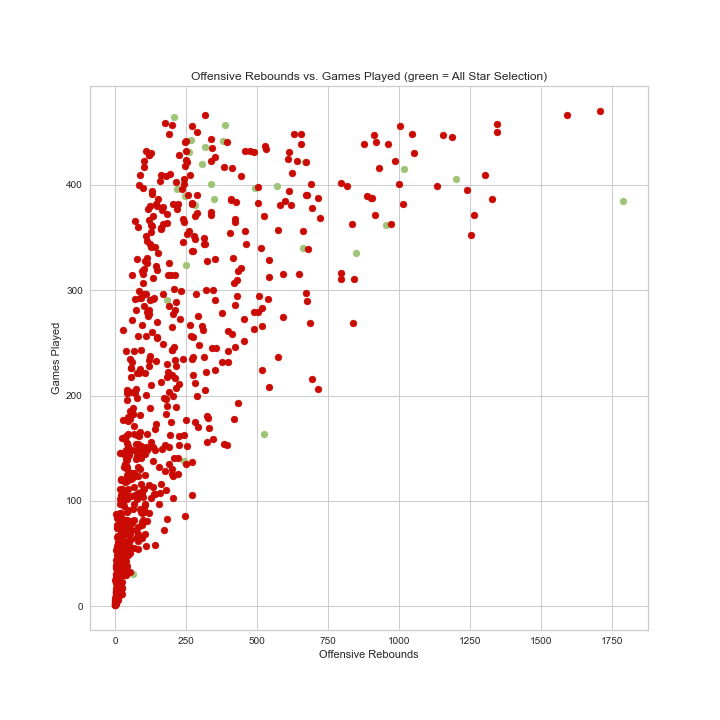 Offensive Rebounds vs. Games Played (green = All Star Selection)
Games Played
400
300
200
100
0
0 250 500 750 1000 1250 1500 1750
Offensive Rebounds